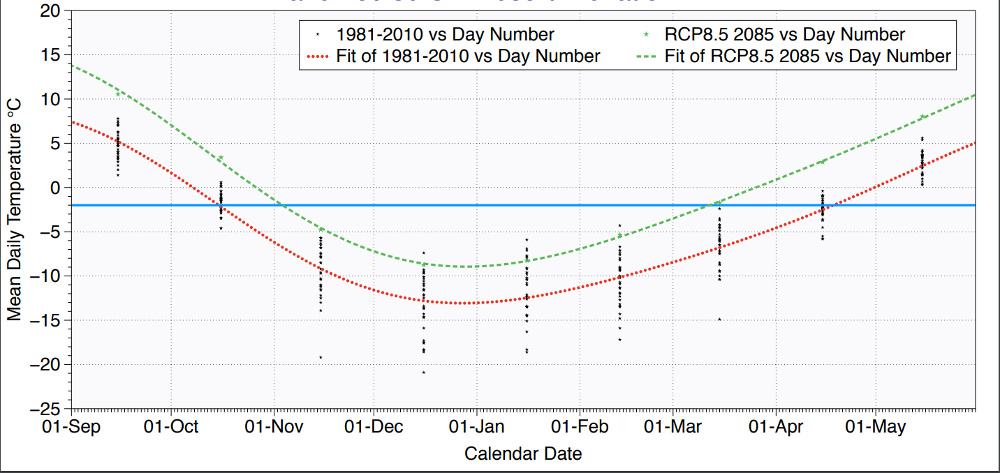 20
1981-2010 vs Day Number RCP8.5 2085 vs Day Number
Fit of 1981-2010 vs Day Number Fit of RCP8.5 2085 vs Day Number
15
10
5
0
−5
−10
−15
−20
−25
Mean Daily Temperature °C
01-Sep 01-Oct 01-Nov 01-Dec 01-Jan 01-Feb 01-Mar 01-Apr 01-May
Calendar Date